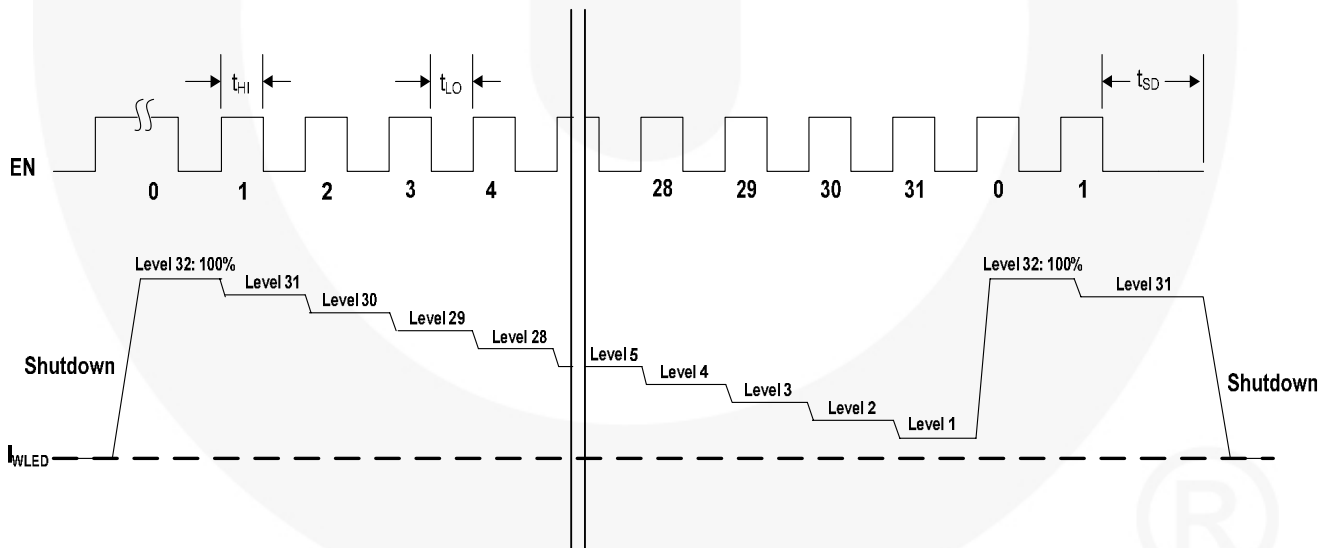 tHI
tLO
tSD
EN
0 1 2 3 4 28 29 30 31 0 1
Level 32: 100%
Level 31
Level 30
Level 29
Level 28
Level 5
Level 4
Level 3
Level 2
Level 1
Level 32: 100%
Level 31
Shutdown
Shutdown
IWLED
®